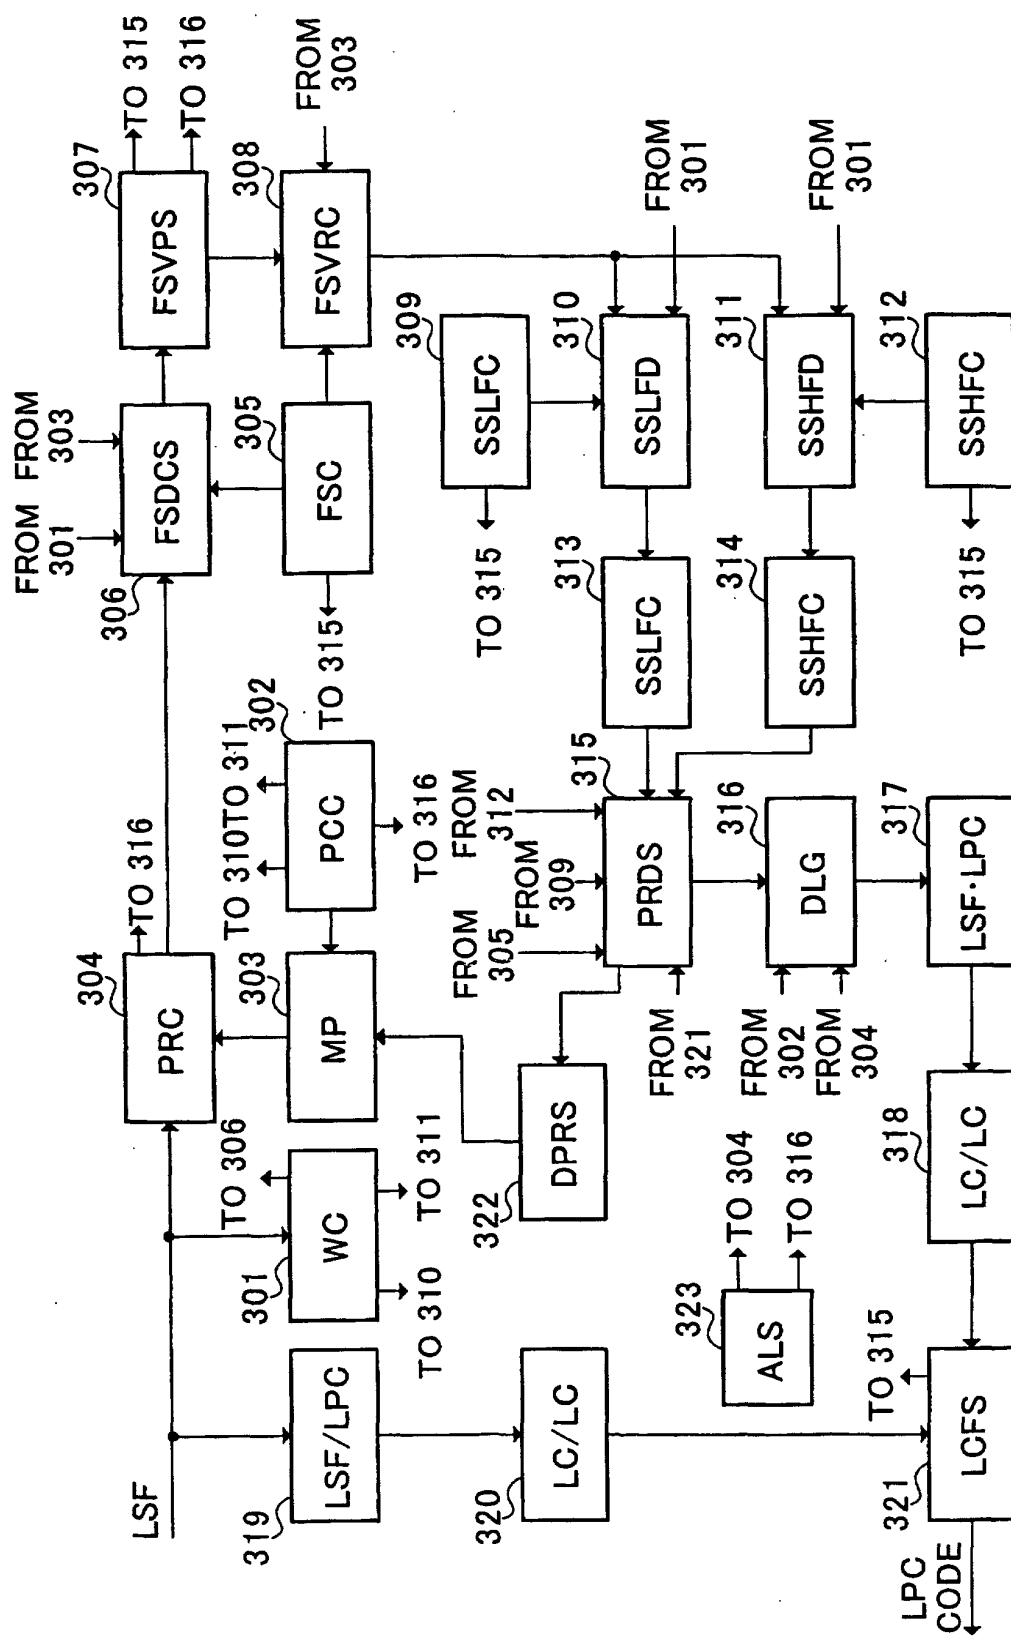 LSF
319
LSF/LPC
320
LC/LC
321
LCFS
LPC
CODE
TO 315
301
WC
TO 306
TO 310
TO 311
323
ALS
TO 304
TO 316
304
PRC
TO 316
303
MP
322
DPRS
302
PCC
TO 310
TO 311
TO 316
306
FSDCS
FROM
301
FROM
303
305
FSC
TO 315
307
FSVPS
TO 315
TO 316
308
FSVRC
FROM
303
309
SSLFC
TO 315
310
SSLFD
FROM
301
311
SSHFD
FROM
301
312
SSHFC
TO 315
313
SSLFC
314
SSHFC
315
PRDS
FROM
305
FROM
309
FROM
312
FROM
321
316
DLG
FROM
302
FROM
304
317
LSF·LPC
318
LC/LC